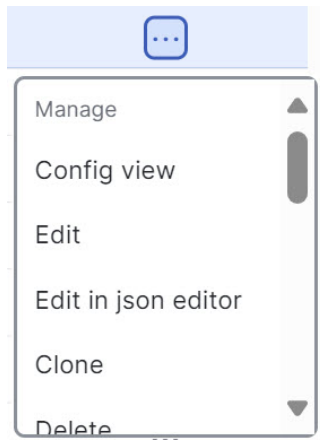 Manage
Config view
Edit
Edit in json editor
Clone
Delete